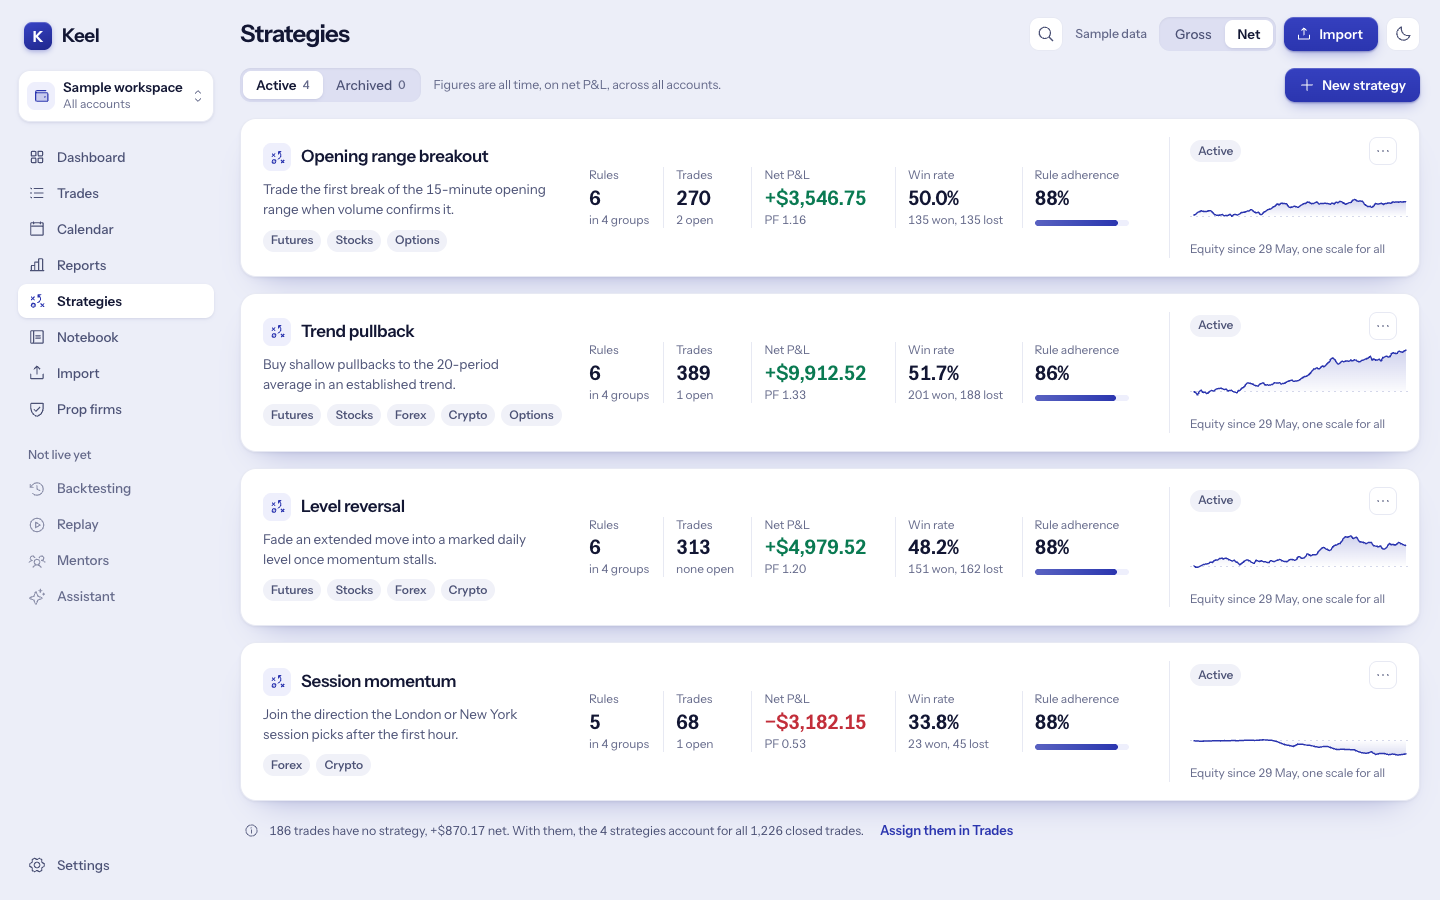 K Keel
Strategies
Sample data
Gross
Net
Import
Sample workspace
All accounts
Active 4
Archived 0
Figures are all time, on net P&L, across all accounts.
New strategy
Dashboard
Trades
Calendar
Reports
Strategies
Notebook
Import
Prop firms
Not live yet
Backtesting
Replay
Mentors
Assistant
Settings
Opening range breakout
Trade the first break of the 15-minute opening
range when volume confirms it.
Futures Stocks Options
Rules
6
in 4 groups
Trades
270
2 open
Net P&L
+$3,546.75
PF 1.16
Win rate
50.0%
135 won, 135 lost
Rule adherence
88%
Active
Equity since 29 May, one scale for all
Trend pullback
Buy shallow pullbacks to the 20-period
average in an established trend.
Futures Stocks Forex Crypto Options
Rules
6
in 4 groups
Trades
389
1 open
Net P&L
+$9,912.52
PF 1.33
Win rate
51.7%
201 won, 188 lost
Rule adherence
86%
Active
Equity since 29 May, one scale for all
Level reversal
Fade an extended move into a marked daily
level once momentum stalls.
Futures Stocks Forex Crypto
Rules
6
in 4 groups
Trades
313
none open
Net P&L
+$4,979.52
PF 1.20
Win rate
48.2%
151 won, 162 lost
Rule adherence
88%
Active
Equity since 29 May, one scale for all
Session momentum
Join the direction the London or New York
session picks after the first hour.
Forex Crypto
Rules
5
in 4 groups
Trades
68
1 open
Net P&L
−$3,182.15
PF 0.53
Win rate
33.8%
23 won, 45 lost
Rule adherence
88%
Active
Equity since 29 May, one scale for all
186 trades have no strategy, +$870.17 net. With them, the 4 strategies account for all 1,226 closed trades. Assign them in Trades